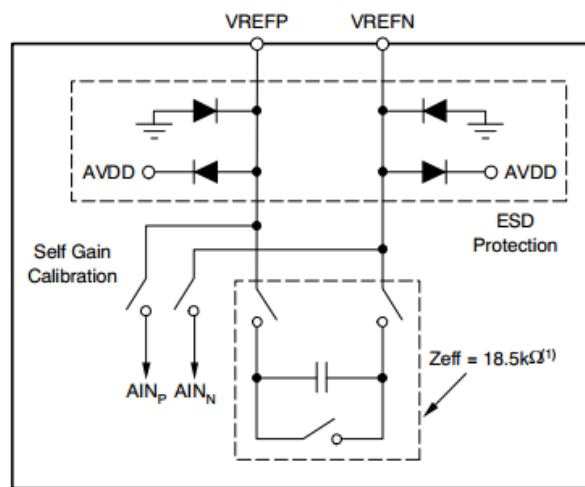 VREFP VREFN
AVDD
AVDD
ESD
Protection
Self Gain
Calibration
Zeff = 18.5kΩ(1)
AINP AINN